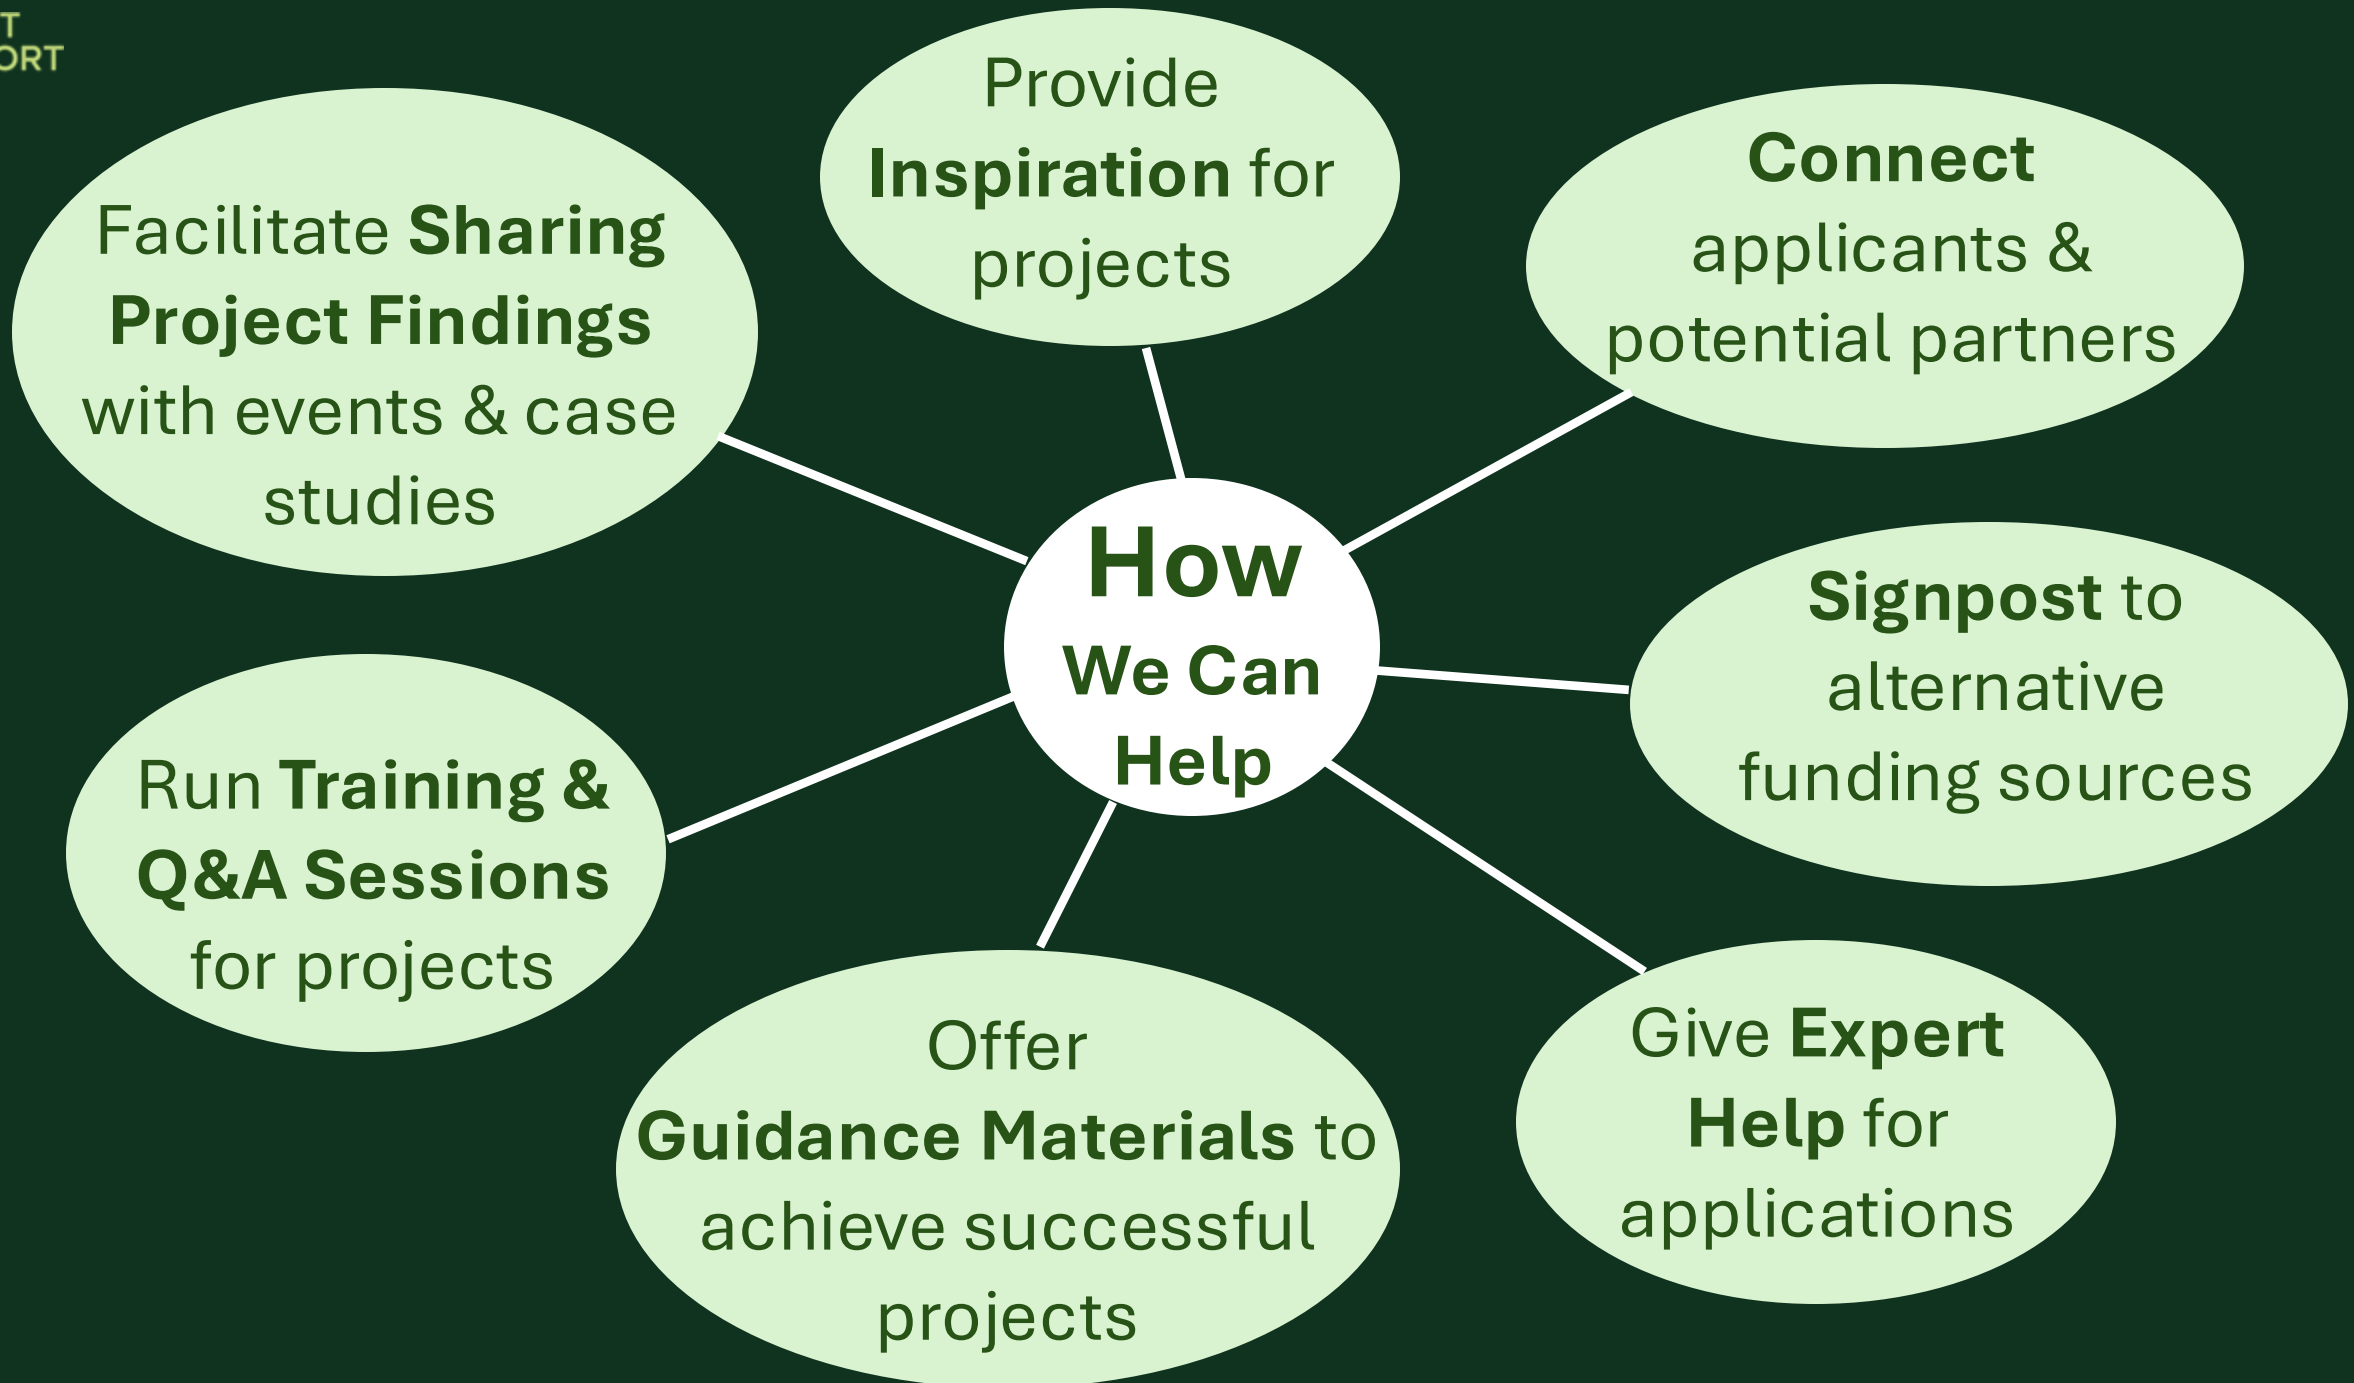 T
ORT
Provide
Inspiration for
projects
Connect
applicants &
potential partners
Facilitate Sharing
Project Findings
with events & case
studies
How
We Can
Help
Signpost to
alternative
funding sources
Run Training &
Q&A Sessions
for projects
Offer
Guidance Materials to
achieve successful
projects
Give Expert
Help for
applications